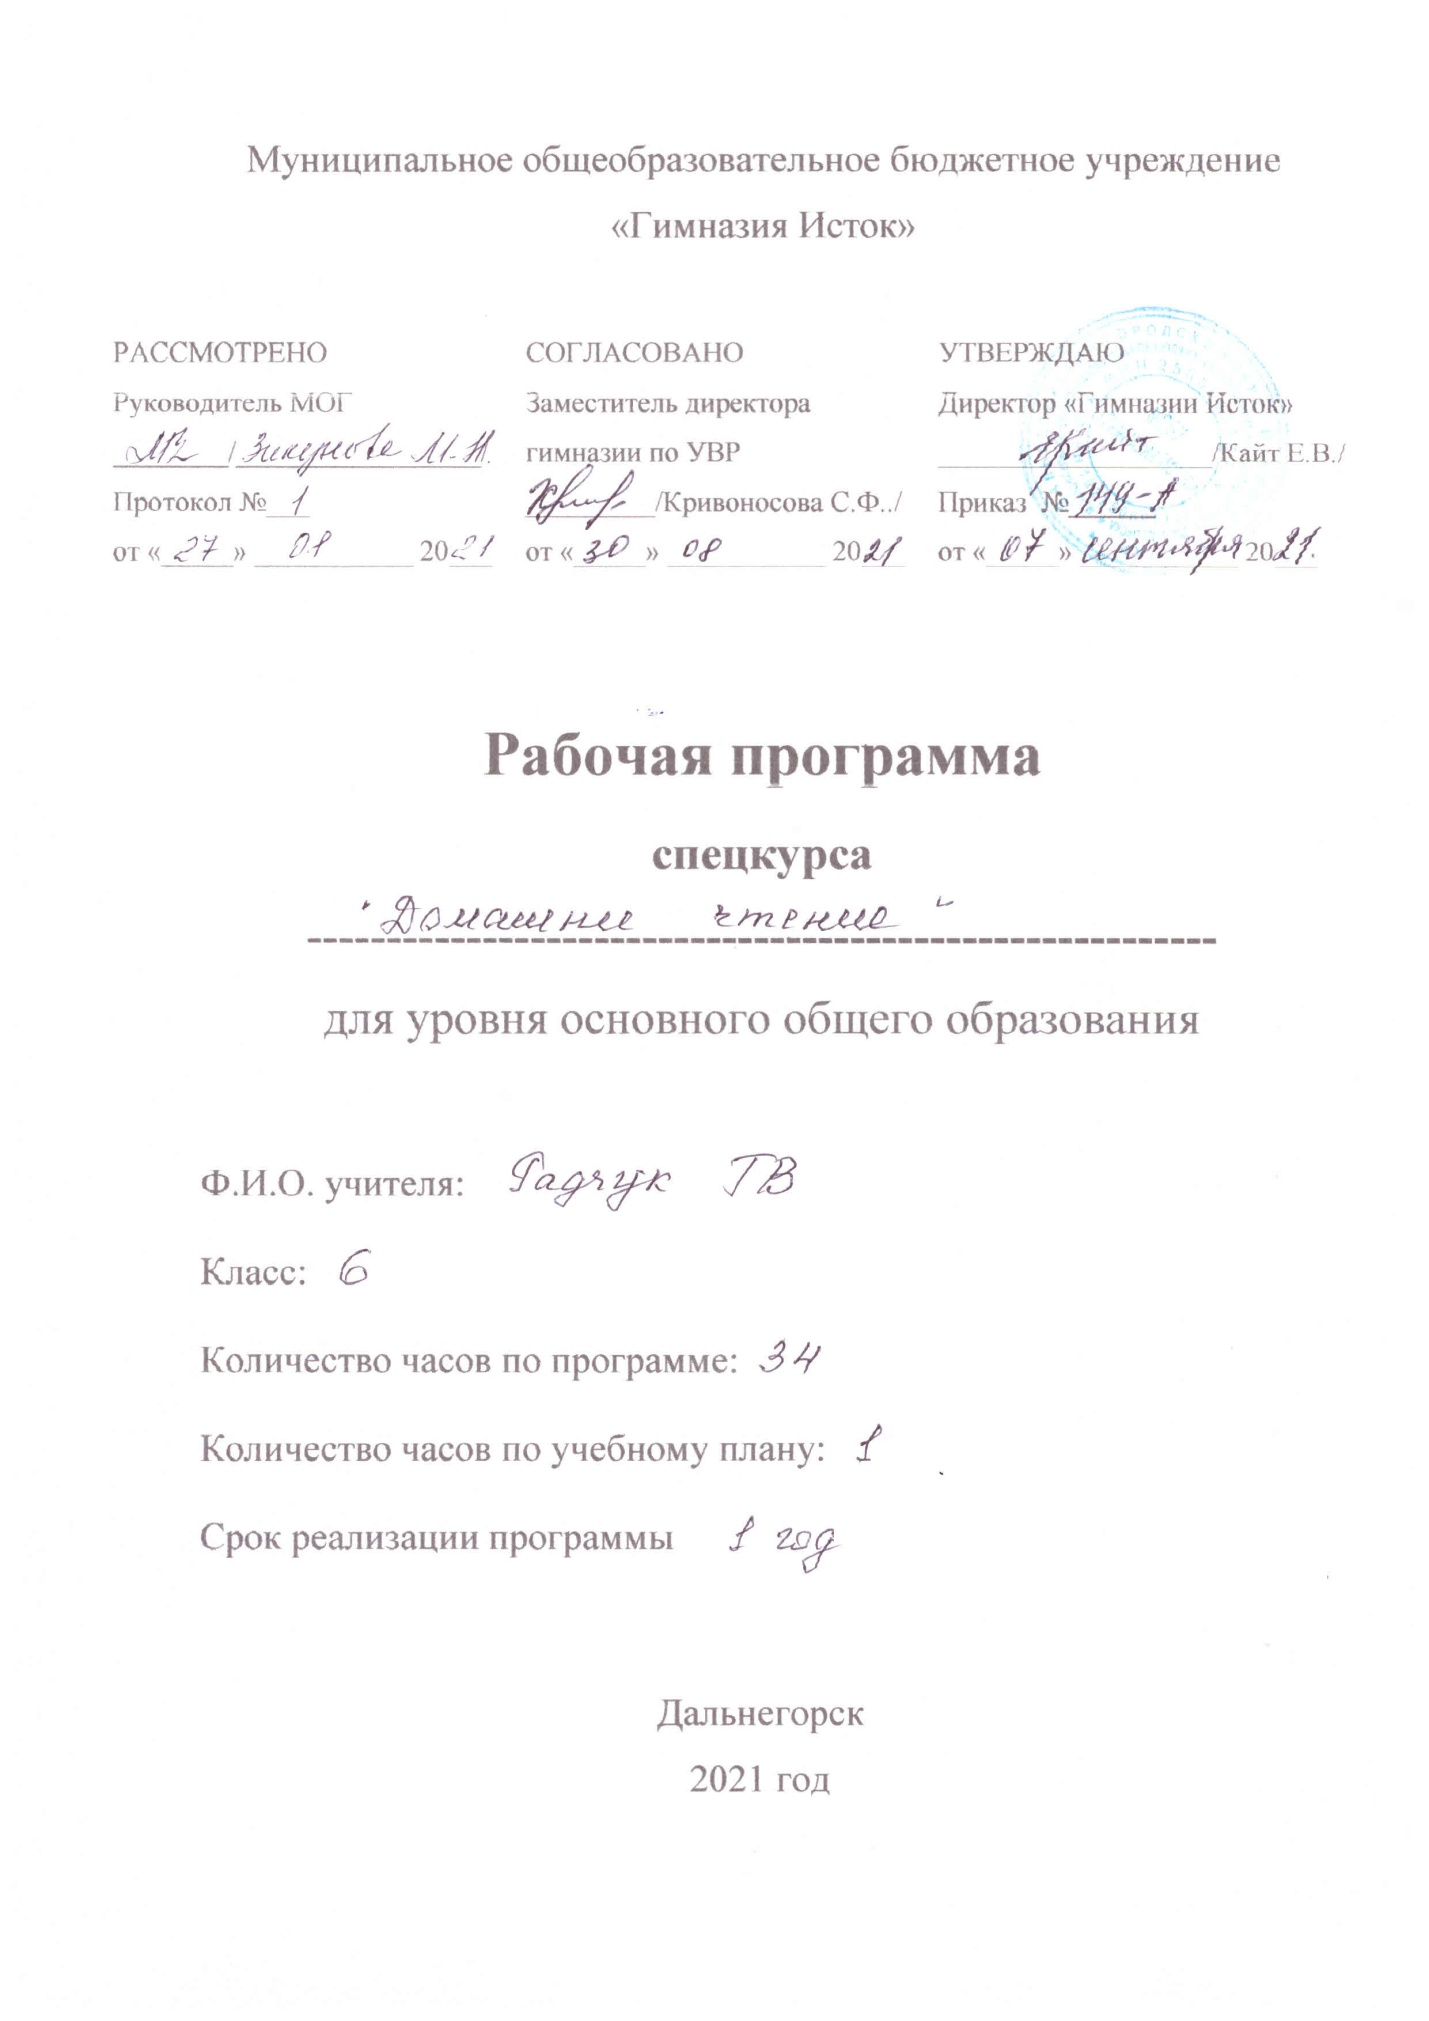 Муниципальное общеобразовательное бюджетное учреждение
«Гимназия Исток»
РАССМОТРЕНО
Руководитель МОГ
/ М.Н.
Протокол № 1
от « 27 » 08 2021
СОГЛАСОВАНО
Заместитель директора
гимназии по УВР
/Кривоносова С.Ф../
от « 30 » 08 2021
УТВЕРЖДАЮ
Директор «Гимназии Исток»
/Кайт Е.В./
Приказ № 149-А
от « 07 » сентября 2021.
Рабочая программа
спецкурса
"Домашнее чтение"
для уровня основного общего образования
Ф.И.О. учителя: Радчук ТВ
Класс: 6
Количество часов по программе: 34
Количество часов по учебному плану: 1
Срок реализации программы 1 год
Дальнегорск
2021 год